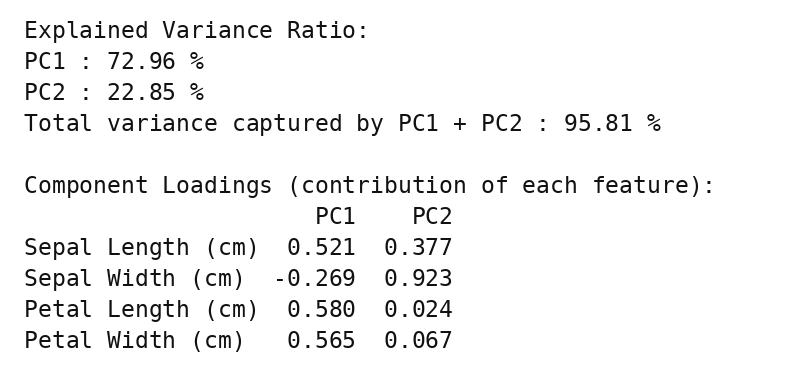 Explained Variance Ratio:
PC1 : 72.96 %
PC2 : 22.85 %
Total variance captured by PC1 + PC2 : 95.81 %

Component Loadings (contribution of each feature):
                     PC1    PC2
Sepal Length (cm)  0.521  0.377
Sepal Width (cm)  -0.269  0.923
Petal Length (cm)  0.580  0.024
Petal Width (cm)   0.565  0.067